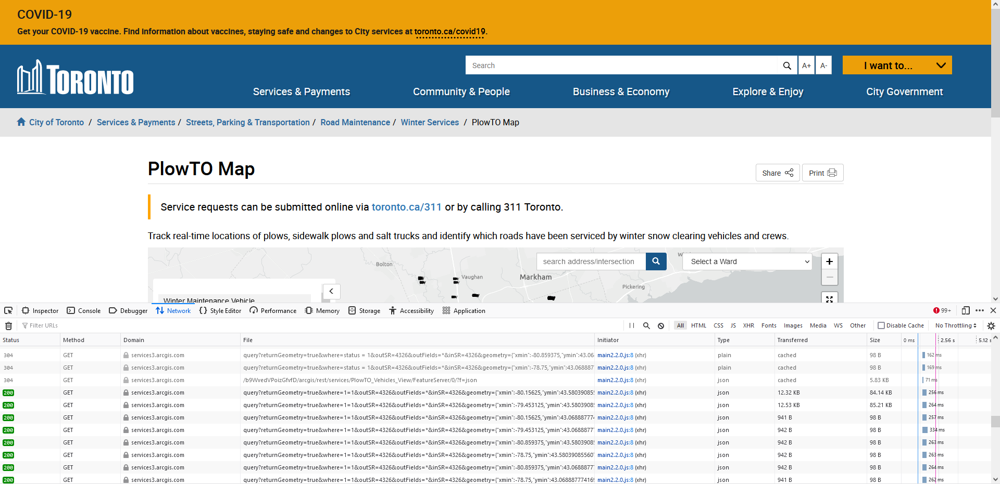 COVID-19
Get your COVID-19 vaccine. Find information about vaccines, staying safe and changes to City services at toronto.ca/covid19.
TORONTO
Search
A+
A-
I want to...
Services & Payments
Community & People
Business & Economy
Explore & Enjoy
City Government
City of Toronto / Services & Payments / Streets, Parking & Transportation / Road Maintenance / Winter Services / PlowTO Map
PlowTO Map
Share
Print
Service requests can be submitted online via toronto.ca/311 or by calling 311 Toronto.
Track real-time locations of plows, sidewalk plows and salt trucks and identify which roads have been serviced by winter snow clearing vehicles and crews.
search address/intersection
Select a Ward
+
−
Bolton
Vaughan
Markham
Pickering
Winter Maintenance Vehicle
Inspector Console Debugger Network Style Editor Performance Memory Storage Accessibility Application 99+
Filter URLs All HTML CSS JS XHR Fonts Images Media WS Other Disable Cache No Throttling
Status Method Domain File Initiator Type Transferred Size 0 ms 2.56 s 5.12 s
304 GET services3.arcgis.com query?returnGeometry=true&where=status = 1&outSR=4326&outFields=*&inSR=4326&geometry={"xmin":-80.859375,"ymin":43.06 main2.2.0.js:8 (xhr) plain cached 98 B 162 ms
304 GET services3.arcgis.com query?returnGeometry=true&where=status = 1&outSR=4326&outFields=*&inSR=4326&geometry={"xmin":-78.75,"ymin":43.068887 main2.2.0.js:8 (xhr) plain cached 98 B 169 ms
304 GET services3.arcgis.com /b9WvedVPoizGfvfD/arcgis/rest/services/PlowTO_Vehicles_View/FeatureServer/0/?f=json main2.2.0.js:8 (xhr) json cached 5.83 KB 71 ms
200 GET services3.arcgis.com query?returnGeometry=true&where=1=1&outSR=4326&outFields=*&inSR=4326&geometry={"xmin":-80.15625,"ymin":43.58039085 main2.2.0.js:8 (xhr) json 12.32 KB 84.14 KB 256 ms
200 GET services3.arcgis.com query?returnGeometry=true&where=1=1&outSR=4326&outFields=*&inSR=4326&geometry={"xmin":-79.453125,"ymin":43.5803908 main2.2.0.js:8 (xhr) json 12.53 KB 85.21 KB 264 ms
200 GET services3.arcgis.com query?returnGeometry=true&where=1=1&outSR=4326&outFields=*&inSR=4326&geometry={"xmin":-80.15625,"ymin":43.06888777 main2.2.0.js:8 (xhr) json 941 B 98 B 257 ms
200 GET services3.arcgis.com query?returnGeometry=true&where=1=1&outSR=4326&outFields=*&inSR=4326&geometry={"xmin":-79.453125,"ymin":43.0688877 main2.2.0.js:8 (xhr) json 942 B 98 B 334 ms
200 GET services3.arcgis.com query?returnGeometry=true&where=1=1&outSR=4326&outFields=*&inSR=4326&geometry={"xmin":-80.859375,"ymin":43.5803908 main2.2.0.js:8 (xhr) json 942 B 98 B 263 ms
200 GET services3.arcgis.com query?returnGeometry=true&where=1=1&outSR=4326&outFields=*&inSR=4326&geometry={"xmin":-78.75,"ymin":43.58039085560 main2.2.0.js:8 (xhr) json 942 B 98 B 263 ms
200 GET services3.arcgis.com query?returnGeometry=true&where=1=1&outSR=4326&outFields=*&inSR=4326&geometry={"xmin":-80.859375,"ymin":43.0688877 main2.2.0.js:8 (xhr) json 942 B 98 B 264 ms
200 GET services3.arcgis.com query?returnGeometry=true&where=1=1&outSR=4326&outFields=*&inSR=4326&geometry={"xmin":-78.75,"ymin":43.06888777416 main2.2.0.js:8 (xhr) json 941 B 98 B 262 ms